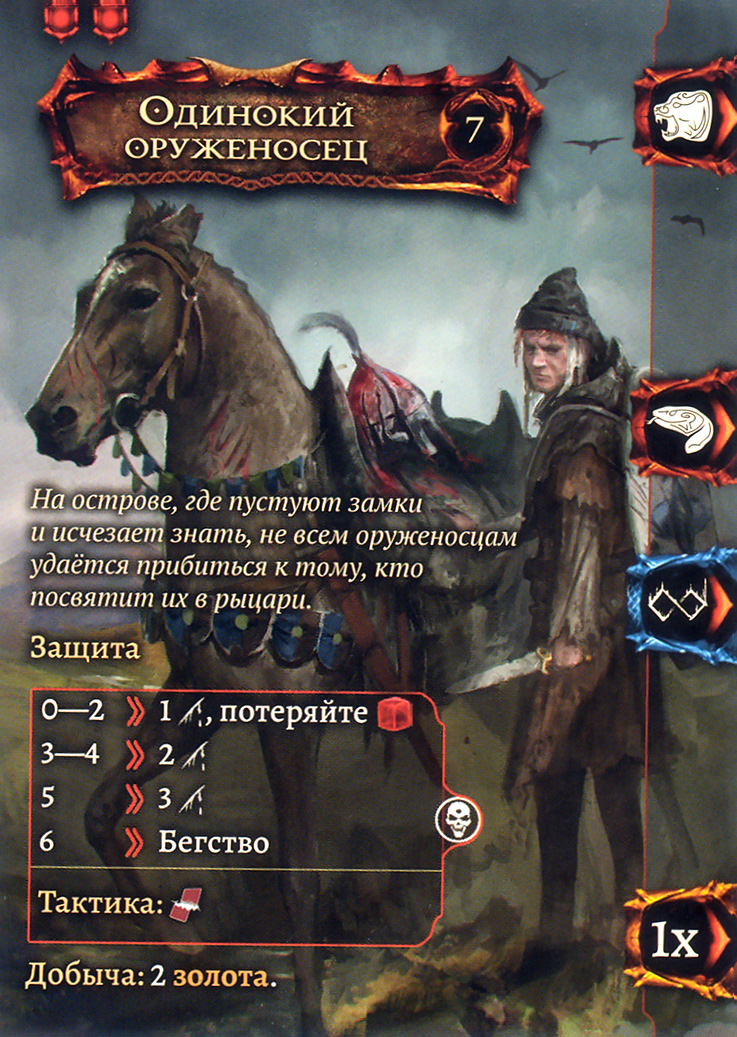 Одинокий
оруженосец
7
На острове, где пустуют замки
и исчезает знать, не всем оруженосцам
удаётся прибиться к тому, кто
посвятит их в рыцари.
Защита
0—2 » 1 , потеряйте
3—4 » 2
5 » 3
6 » Бегство
Тактика:
Добыча: 2 золота.
1x